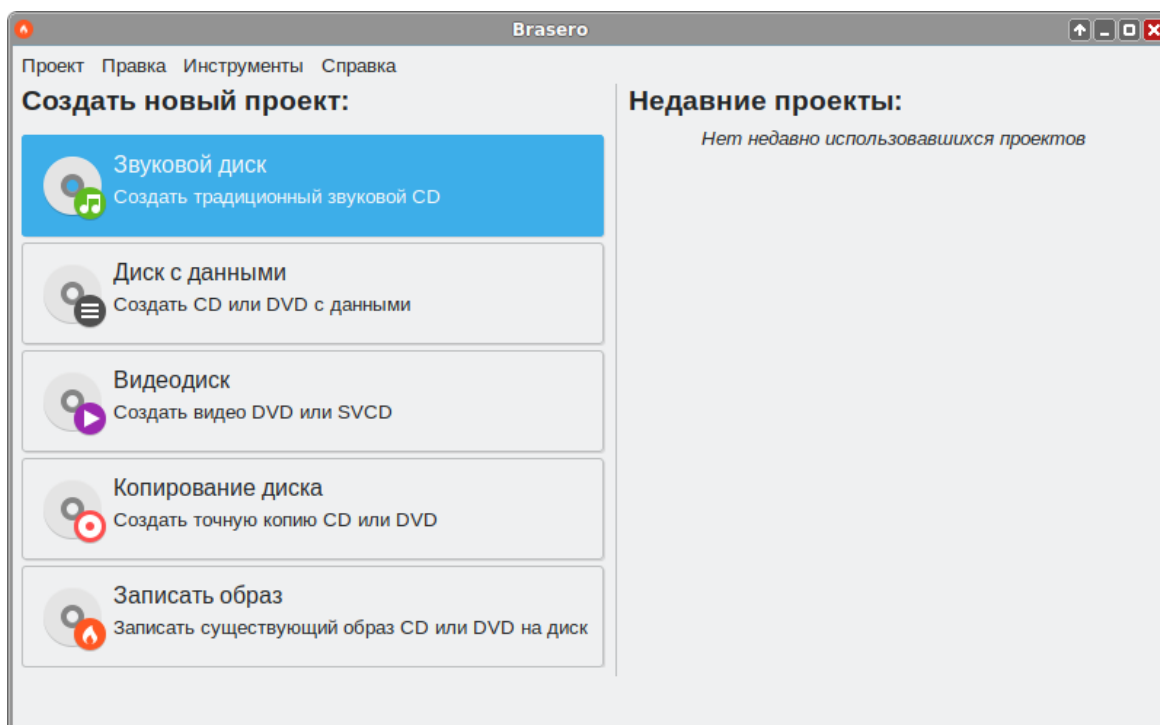 Brasero
Проект Правка Инструменты Справка
Создать новый проект:
Звуковой диск
Создать традиционный звуковой CD
Диск с данными
Создать CD или DVD с данными
Видеодиск
Создать видео DVD или SVCD
Копирование диска
Создать точную копию CD или DVD
Записать образ
Записать существующий образ CD или DVD на диск
Недавние проекты:
Нет недавно использовавшихся проектов